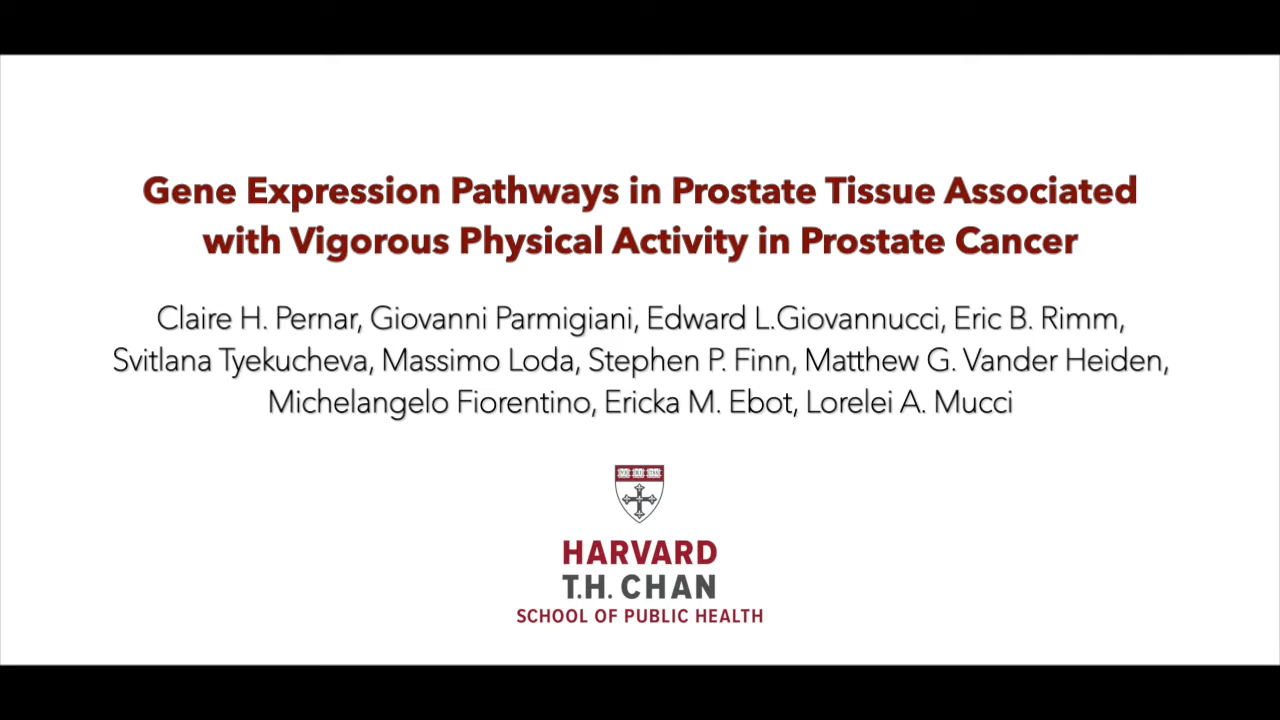 Gene Expression Pathways in Prostate Tissue Associated
with Vigorous Physical Activity in Prostate Cancer
Claire H. Pernar, Giovanni Parmigiani, Edward L.Giovannucci, Eric B. Rimm,
Svitlana Tyekucheva, Massimo Loda, Stephen P. Finn, Matthew G. Vander Heiden,
Michelangelo Fiorentino, Ericka M. Ebot, Lorelei A. Mucci
HARVARD
T.H. CHAN
SCHOOL OF PUBLIC HEALTH